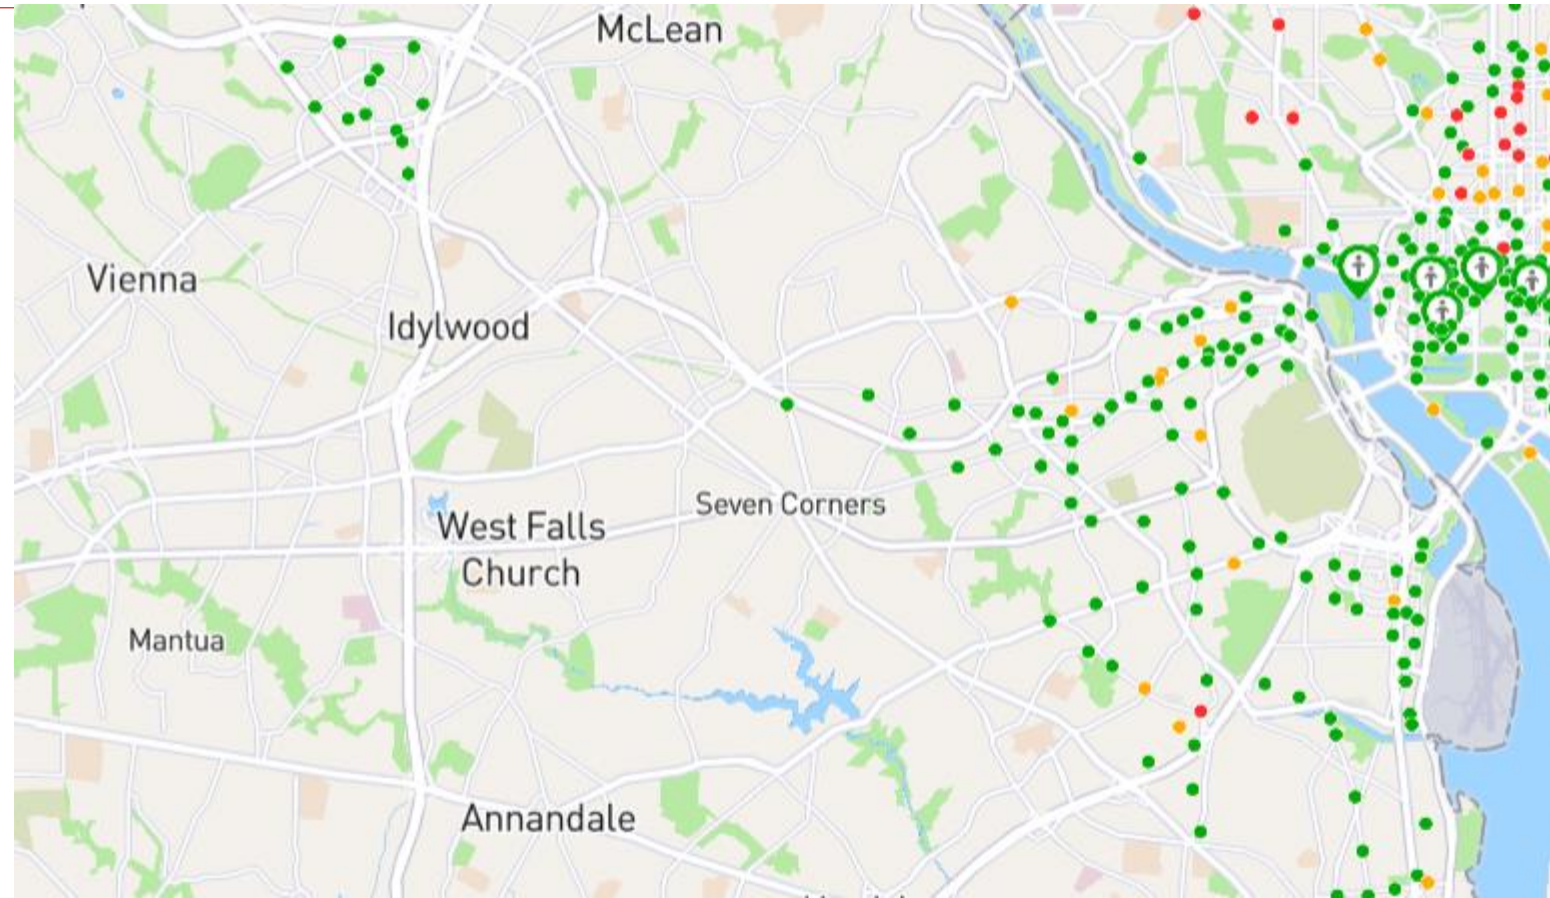 McLean
Vienna
Idylwood
Seven Corners
West Falls
Church
Mantua
Annandale